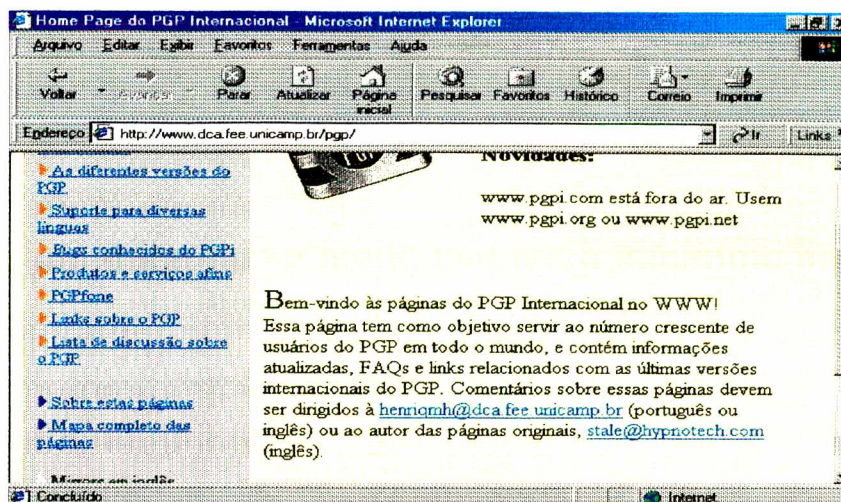 Home Page do PGP Internacional - Microsoft Internet Explorer
Arquivo Editar Exibir Favoritos Ferramentas Ajuda
Voltar Avançar Parar Atualizar Página inicial Pesquisar Favoritos Histórico Correio Imprimir
Endereço http://www.dca.fee.unicamp.br/pgp/ Ir Links
As diferentes versões do
PGP
Suporte para diversas
línguas
Bugs conhecidos do PGPi
Produtos e serviços afins
PGPfone
Links sobre o PGP
Lista de discussão sobre
o PGP
Sobre estas páginas
Mapa completo das
páginas
Mirrors em inglês
PGP
Novidades:
www.pgpi.com está fora do ar. Usem
www.pgpi.org ou www.pgpi.net
Bem-vindo às páginas do PGP Internacional no WWW!
Essa página tem como objetivo servir ao número crescente de
usuários do PGP em todo o mundo, e contém informações
atualizadas, FAQs e links relacionados com as últimas versões
internacionais do PGP. Comentários sobre essas páginas devem
ser dirigidos à henriqmh@dca.fee.unicamp.br (português ou
inglês) ou ao autor das páginas originais, stale@hypnotech.com
(inglês).
Concluído Internet